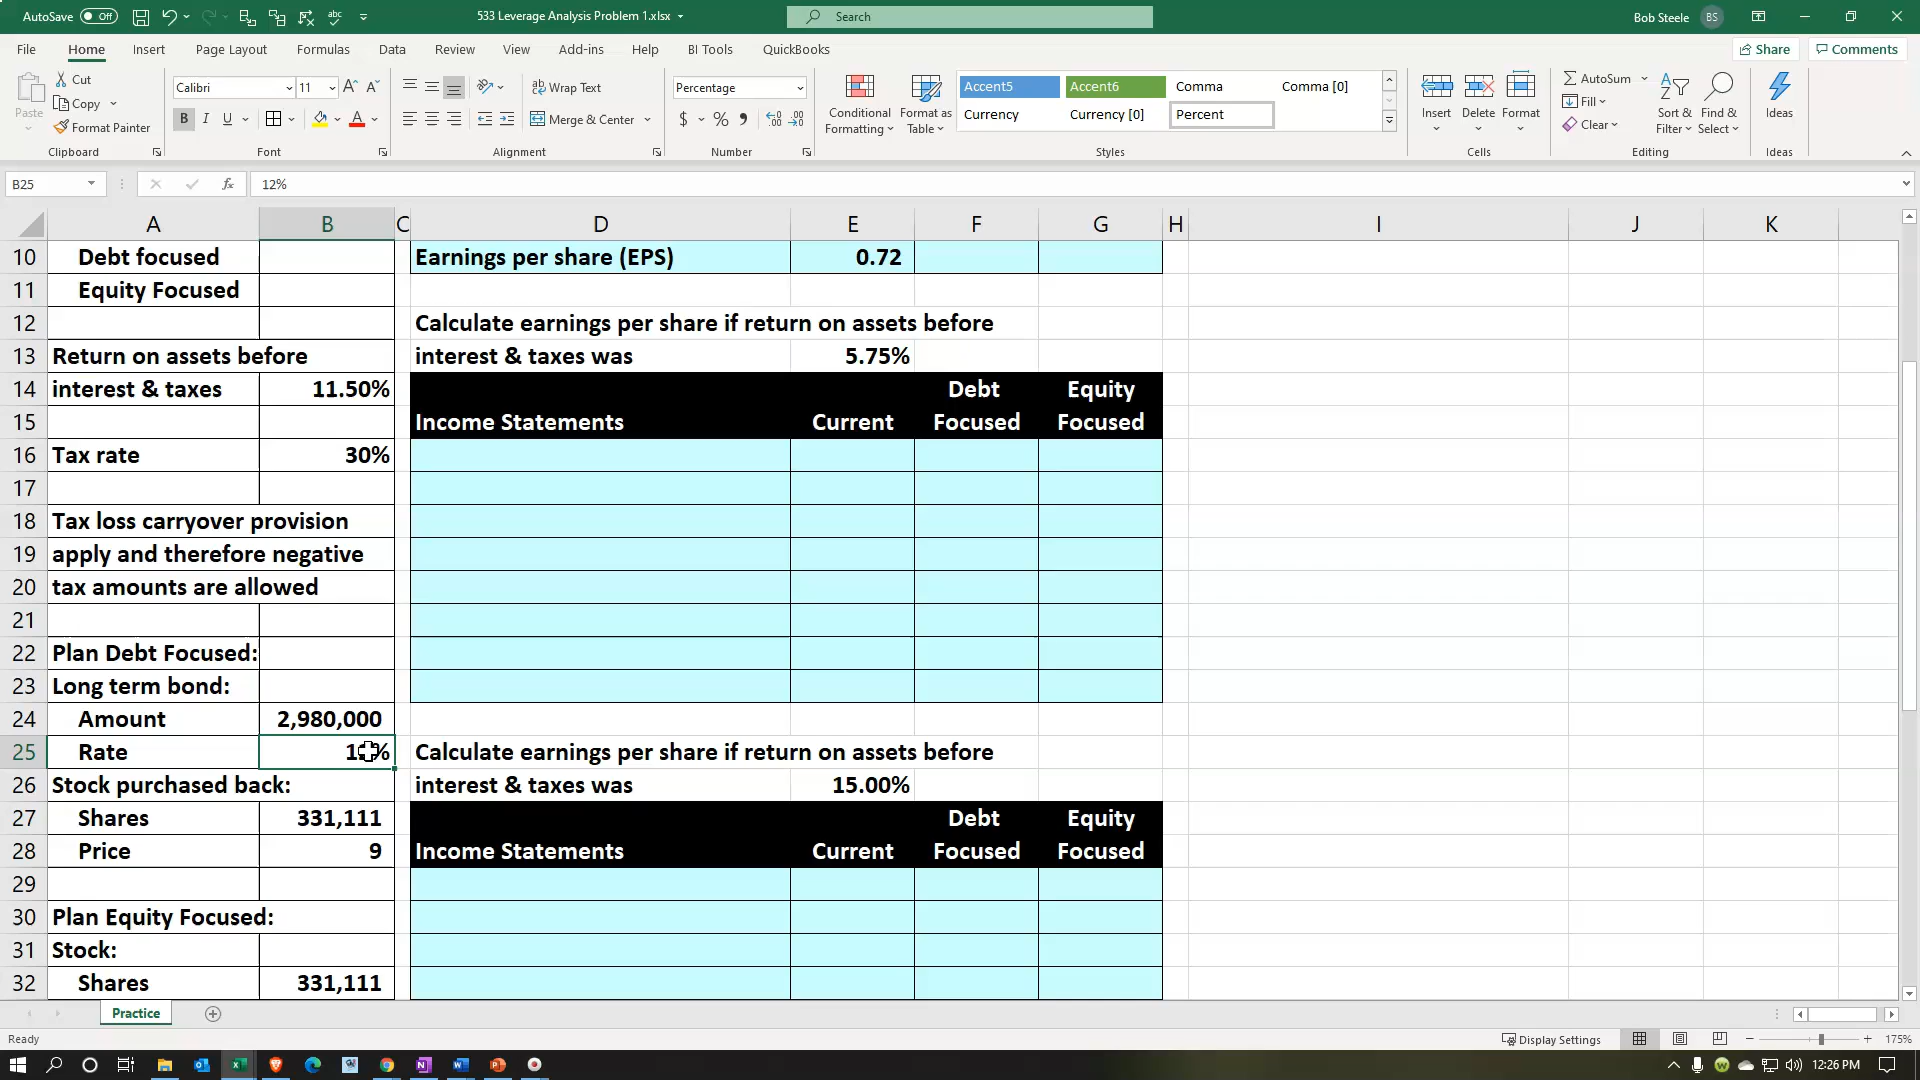 AutoSave Off 533 Leverage Analysis Problem 1.xlsx Search Bob Steele BS
File Home Insert Page Layout Formulas Data Review View Add-ins Help BI Tools QuickBooks Share Comments
Paste Cut Copy Format Painter
Clipboard
Calibri 11
B I U
Font
Wrap Text
Merge & Center
Alignment
Percentage
$ % ,
Number
Conditional Formatting
Format as Table
Accent5 Accent6 Comma Comma [0]
Currency Currency [0] Percent
Styles
Insert Delete Format
Cells
AutoSum
Fill
Clear
Sort & Filter
Find & Select
Editing
Ideas
Ideas
B25 fx 12%
A B C D E F G H I J K
10 Debt focused Earnings per share (EPS) 0.72
11 Equity Focused
12 Calculate earnings per share if return on assets before
13 Return on assets before interest & taxes was 5.75%
14 interest & taxes 11.50% Debt Equity
15 Income Statements Current Focused Focused
16 Tax rate 30%
17
18 Tax loss carryover provision
19 apply and therefore negative
20 tax amounts are allowed
21
22 Plan Debt Focused:
23 Long term bond:
24 Amount 2,980,000
25 Rate 12% Calculate earnings per share if return on assets before
26 Stock purchased back: interest & taxes was 15.00%
27 Shares 331,111 Debt Equity
28 Price 9 Income Statements Current Focused Focused
29
30 Plan Equity Focused:
31 Stock:
32 Shares 331,111
Practice
Ready Display Settings 175%
12:26 PM